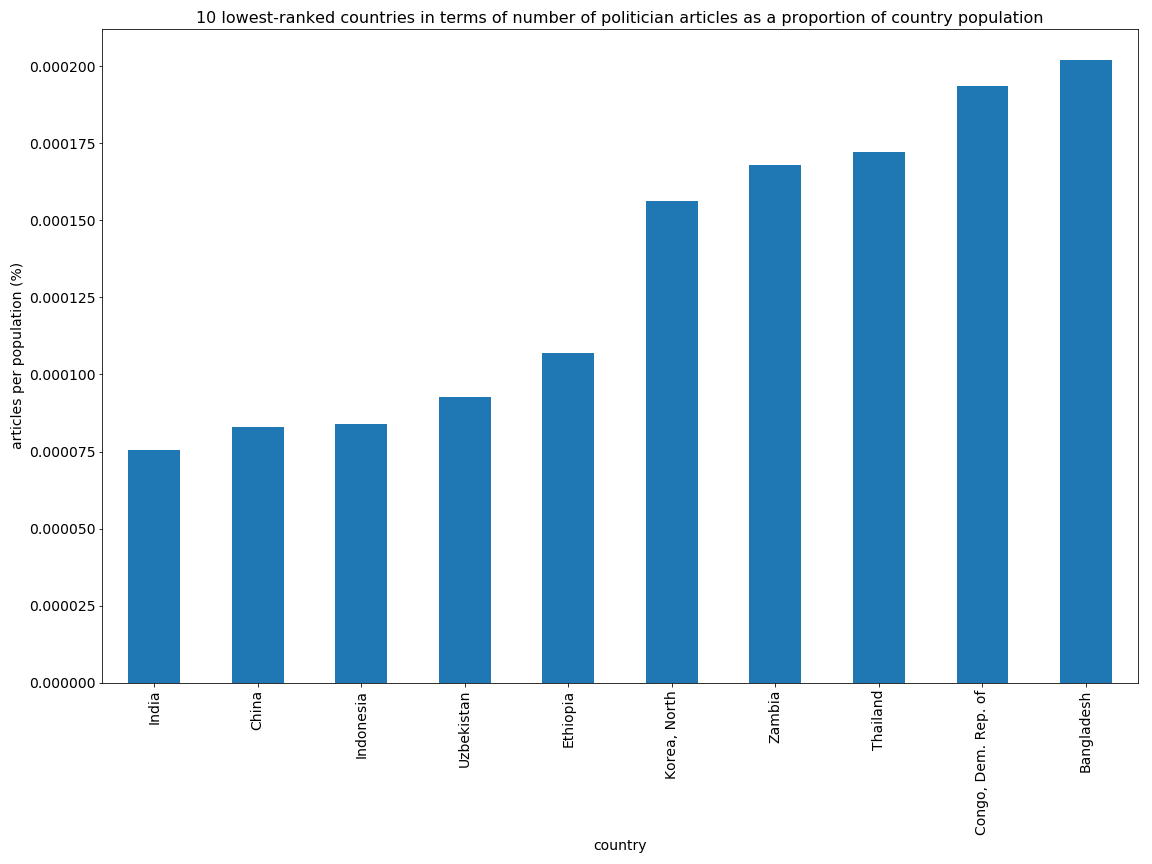 10 lowest-ranked countries in terms of number of politician articles as a proportion of country population
articles per population (%)
0.000200
0.000175
0.000150
0.000125
0.000100
0.000075
0.000050
0.000025
0.000000
India
China
Indonesia
Uzbekistan
Ethiopia
Korea, North
Zambia
Thailand
Congo, Dem. Rep. of
Bangladesh
country